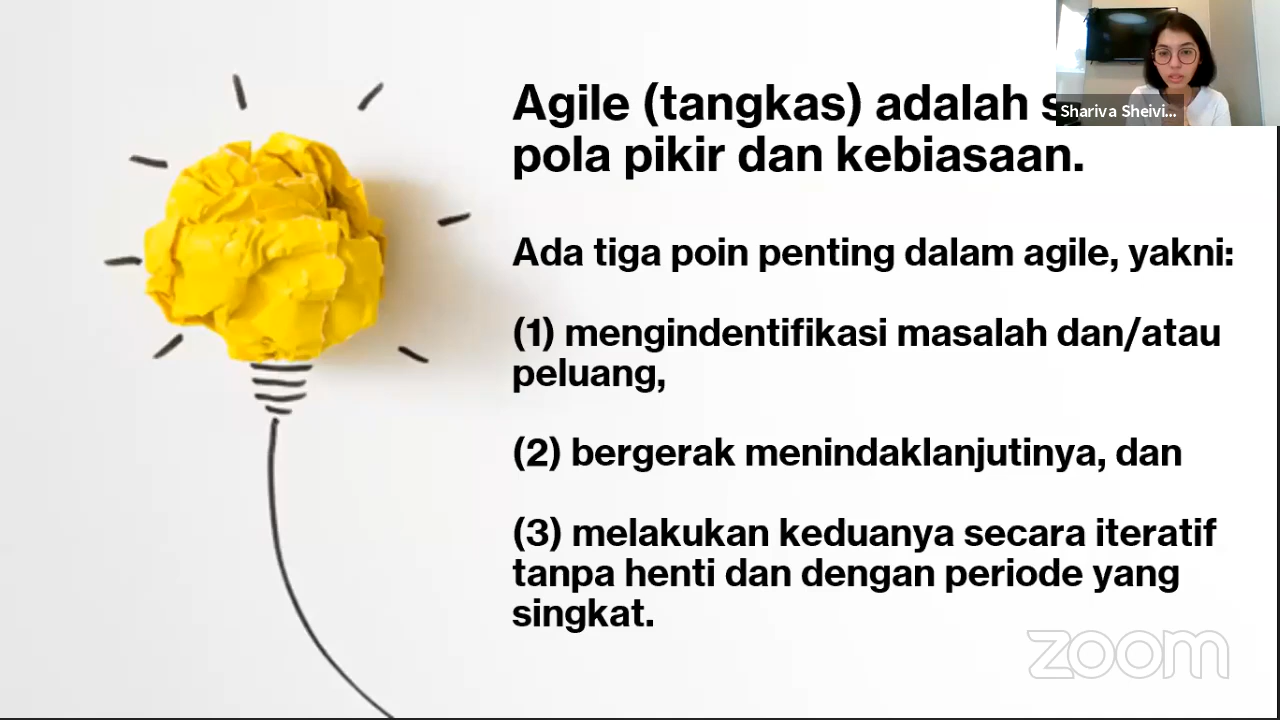 Agile (tangkas) adalah
pola pikir dan kebiasaan.
Ada tiga poin penting dalam agile, yakni:
(1) mengindentifikasi masalah dan/atau
peluang,
(2) bergerak menindaklanjutinya, dan
(3) melakukan keduanya secara iteratif
tanpa henti dan dengan periode yang
singkat.
Shariva Sheivi...
zoom